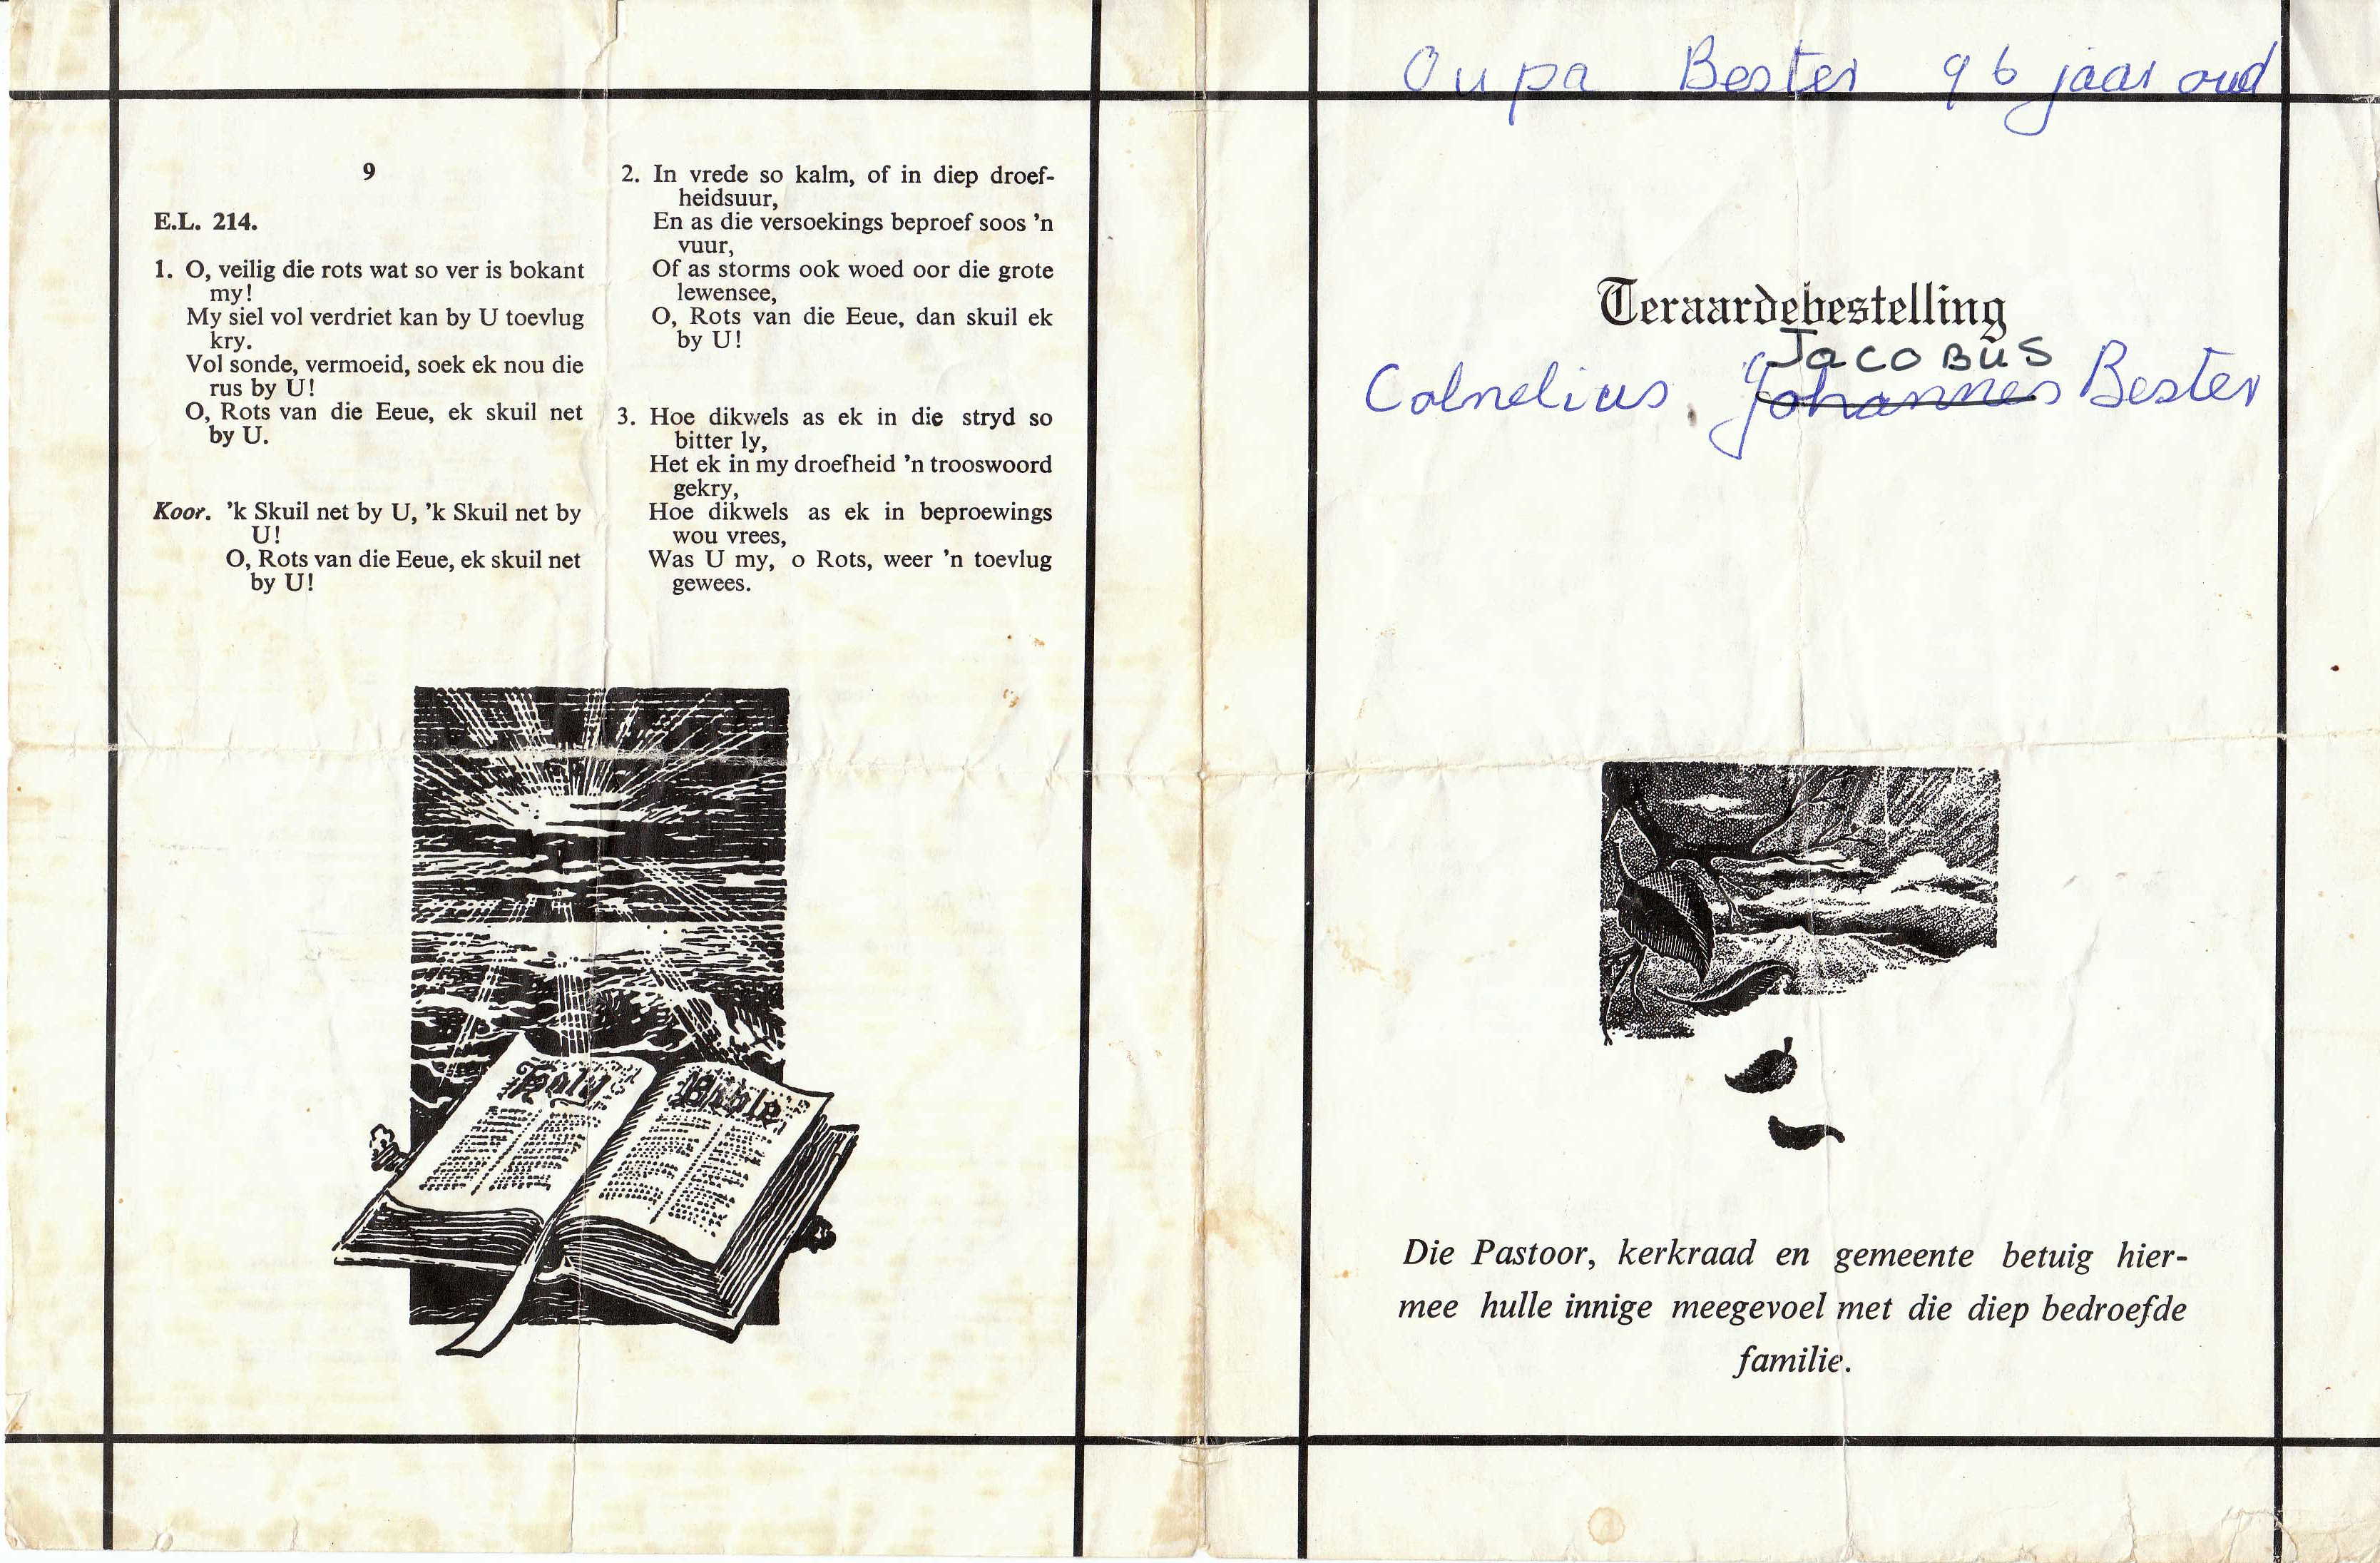 9
E.L. 214.
1. O, veilig die rots wat so ver is bokant
my!
My siel vol verdriet kan by U toevlug
kry.
Vol sonde, vermoeid, soek ek nou die
rus by U!
O, Rots van die Eeue, ek skuil net
by U.
Koor. 'k Skuil net by U, 'k Skuil net by
U!
O, Rots van die Eeue, ek skuil net
by U!
2. In vrede so kalm, of in diep droef-
heidsuur,
En as die versoekings beproef soos 'n
vuur,
Of as storms ook woed oor die grote
lewensee,
O, Rots van die Eeue, dan skuil ek
by U!
3. Hoe dikwels as ek in die stryd so
bitter ly,
Het ek in my droefheid 'n trooswoord
gekry,
Hoe dikwels as ek in beproewings
wou vrees,
Was U my, o Rots, weer 'n toevlug
gewees.
Holy Bible
Oupa Bester 96 jaar oud
Teraardebestelling
Jacobus
Cornelius Johannes Bester
Die Pastoor, kerkraad en gemeente betuig hier-
mee hulle innige meegevoel met die diep bedroefde
familie.